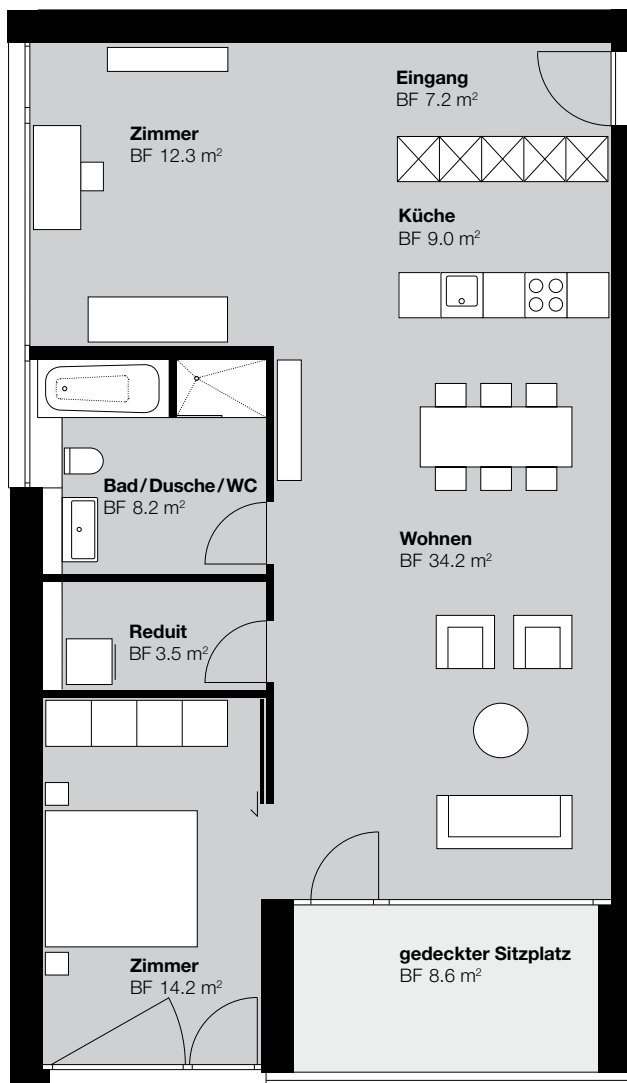 Eingang
BF 7.2 m²
Zimmer
BF 12.3 m²
Küche
BF 9.0 m²
Bad/Dusche/WC
BF 8.2 m²
Wohnen
BF 34.2 m²
Reduit
BF 3.5 m²
gedeckter Sitzplatz
BF 8.6 m²
Zimmer
BF 14.2 m²